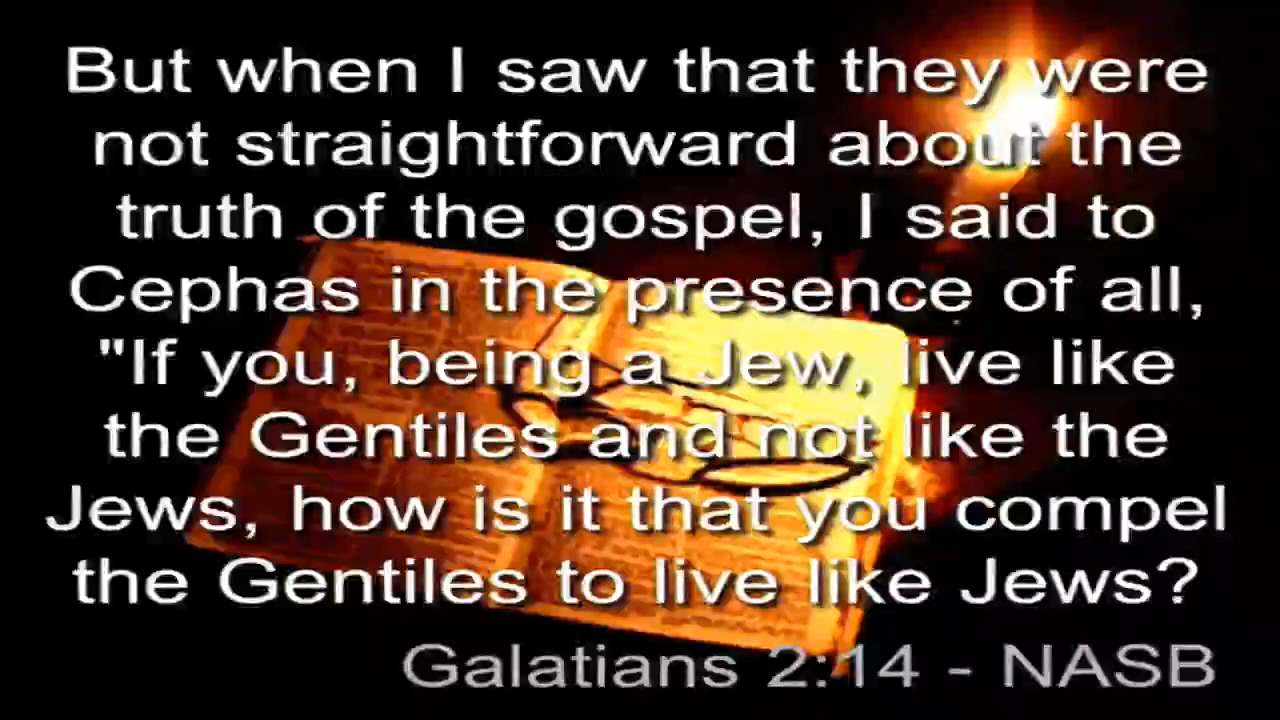 But when I saw that they were
not straightforward about the
truth of the gospel, I said to
Cephas in the presence of all,
"If you, being a Jew, live like
the Gentiles and not like the
Jews, how is it that you compel
the Gentiles to live like Jews?
Galatians 2:14 - NASB